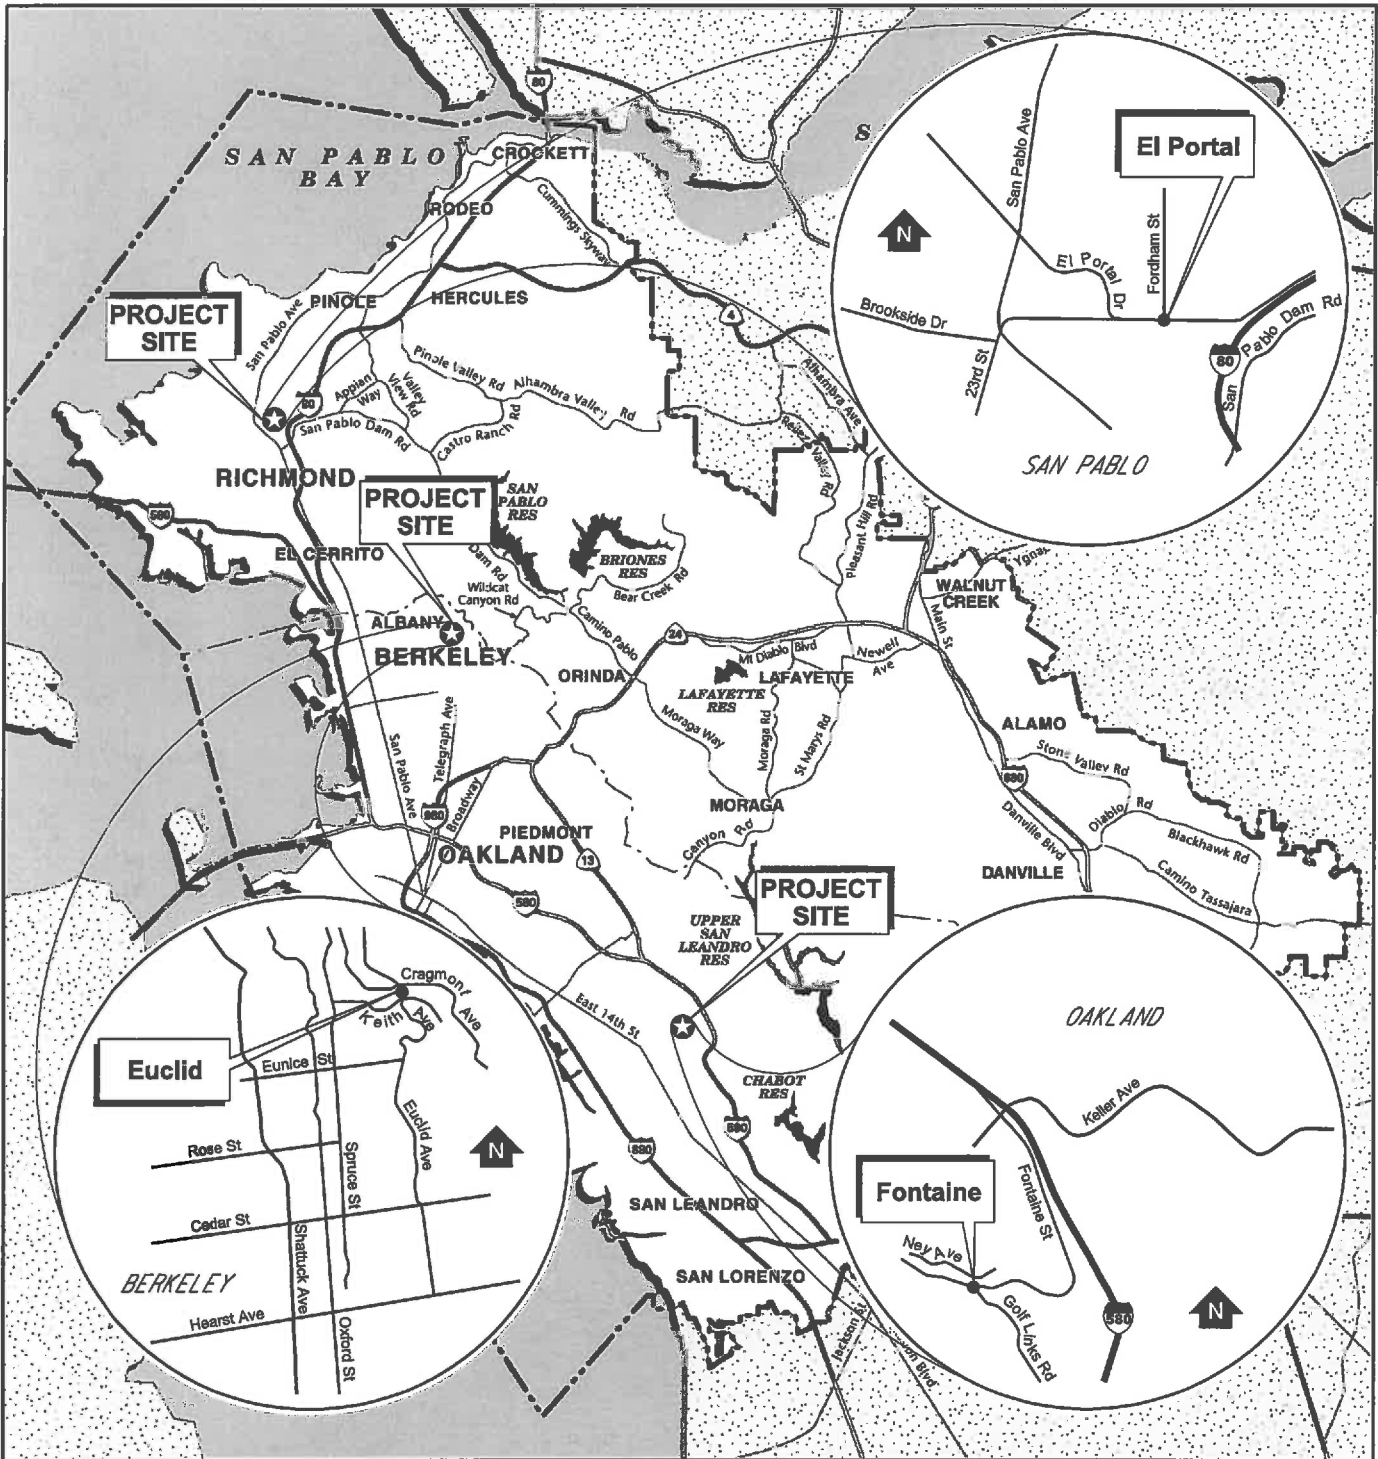 80
SAN PABLO
BAY
CROCKETT
RODEO
Cummings Skyway
S
San Pablo Ave
El Portal
N
Fordham St
El Portal Dr
Brookside Dr
23rd St
80
San Pablo Dam Rd
SAN PABLO
PROJECT
SITE
San Pablo Ave
PINOLE
HERCULES
4
80
Appian
Way
Valley
View Rd
Pinole Valley Rd
Alhambra Valley Rd
Alhambra Ave
San Pablo Dam Rd
Castro Ranch Rd
Reliez Valley Rd
RICHMOND
PROJECT
SITE
SAN
PABLO
RES
580
EL CERRITO
Dam Rd
BRIONES
RES
Bear Creek Rd
Pleasant Hill Rd
Wildcat
Canyon Rd
Ygnac
WALNUT
CREEK
Main St
ALBANY
BERKELEY
Camino Pablo
24
Mt Diablo Blvd
Newell
Ave
ORINDA
LAFAYETTE
LAFAYETTE
RES
Moraga Way
Moraga Rd
St Marys Rd
ALAMO
Stone Valley Rd
680
San Pablo Ave
Telegraph Ave
Broadway
980
MORAGA
Canyon Rd
Danville Blvd
Diablo Rd
Blackhawk Rd
PIEDMONT
OAKLAND
13
DANVILLE
Camino Tassajara
580
PROJECT
SITE
UPPER
SAN
LEANDRO
RES
East 14th St
Cragmont Ave
Keith Ave
Euclid
Eunice St
Euclid Ave
N
Rose St
Spruce St
Cedar St
Shattuck Ave
BERKELEY
Hearst Ave
Oxford St
CHABOT
RES
580
880
SAN LEANDRO
SAN LORENZO
Jackson St
yon Blvd
OAKLAND
Keller Ave
Fontaine
Fontaine St
Ney Ave
Golf Links Rd
580
N